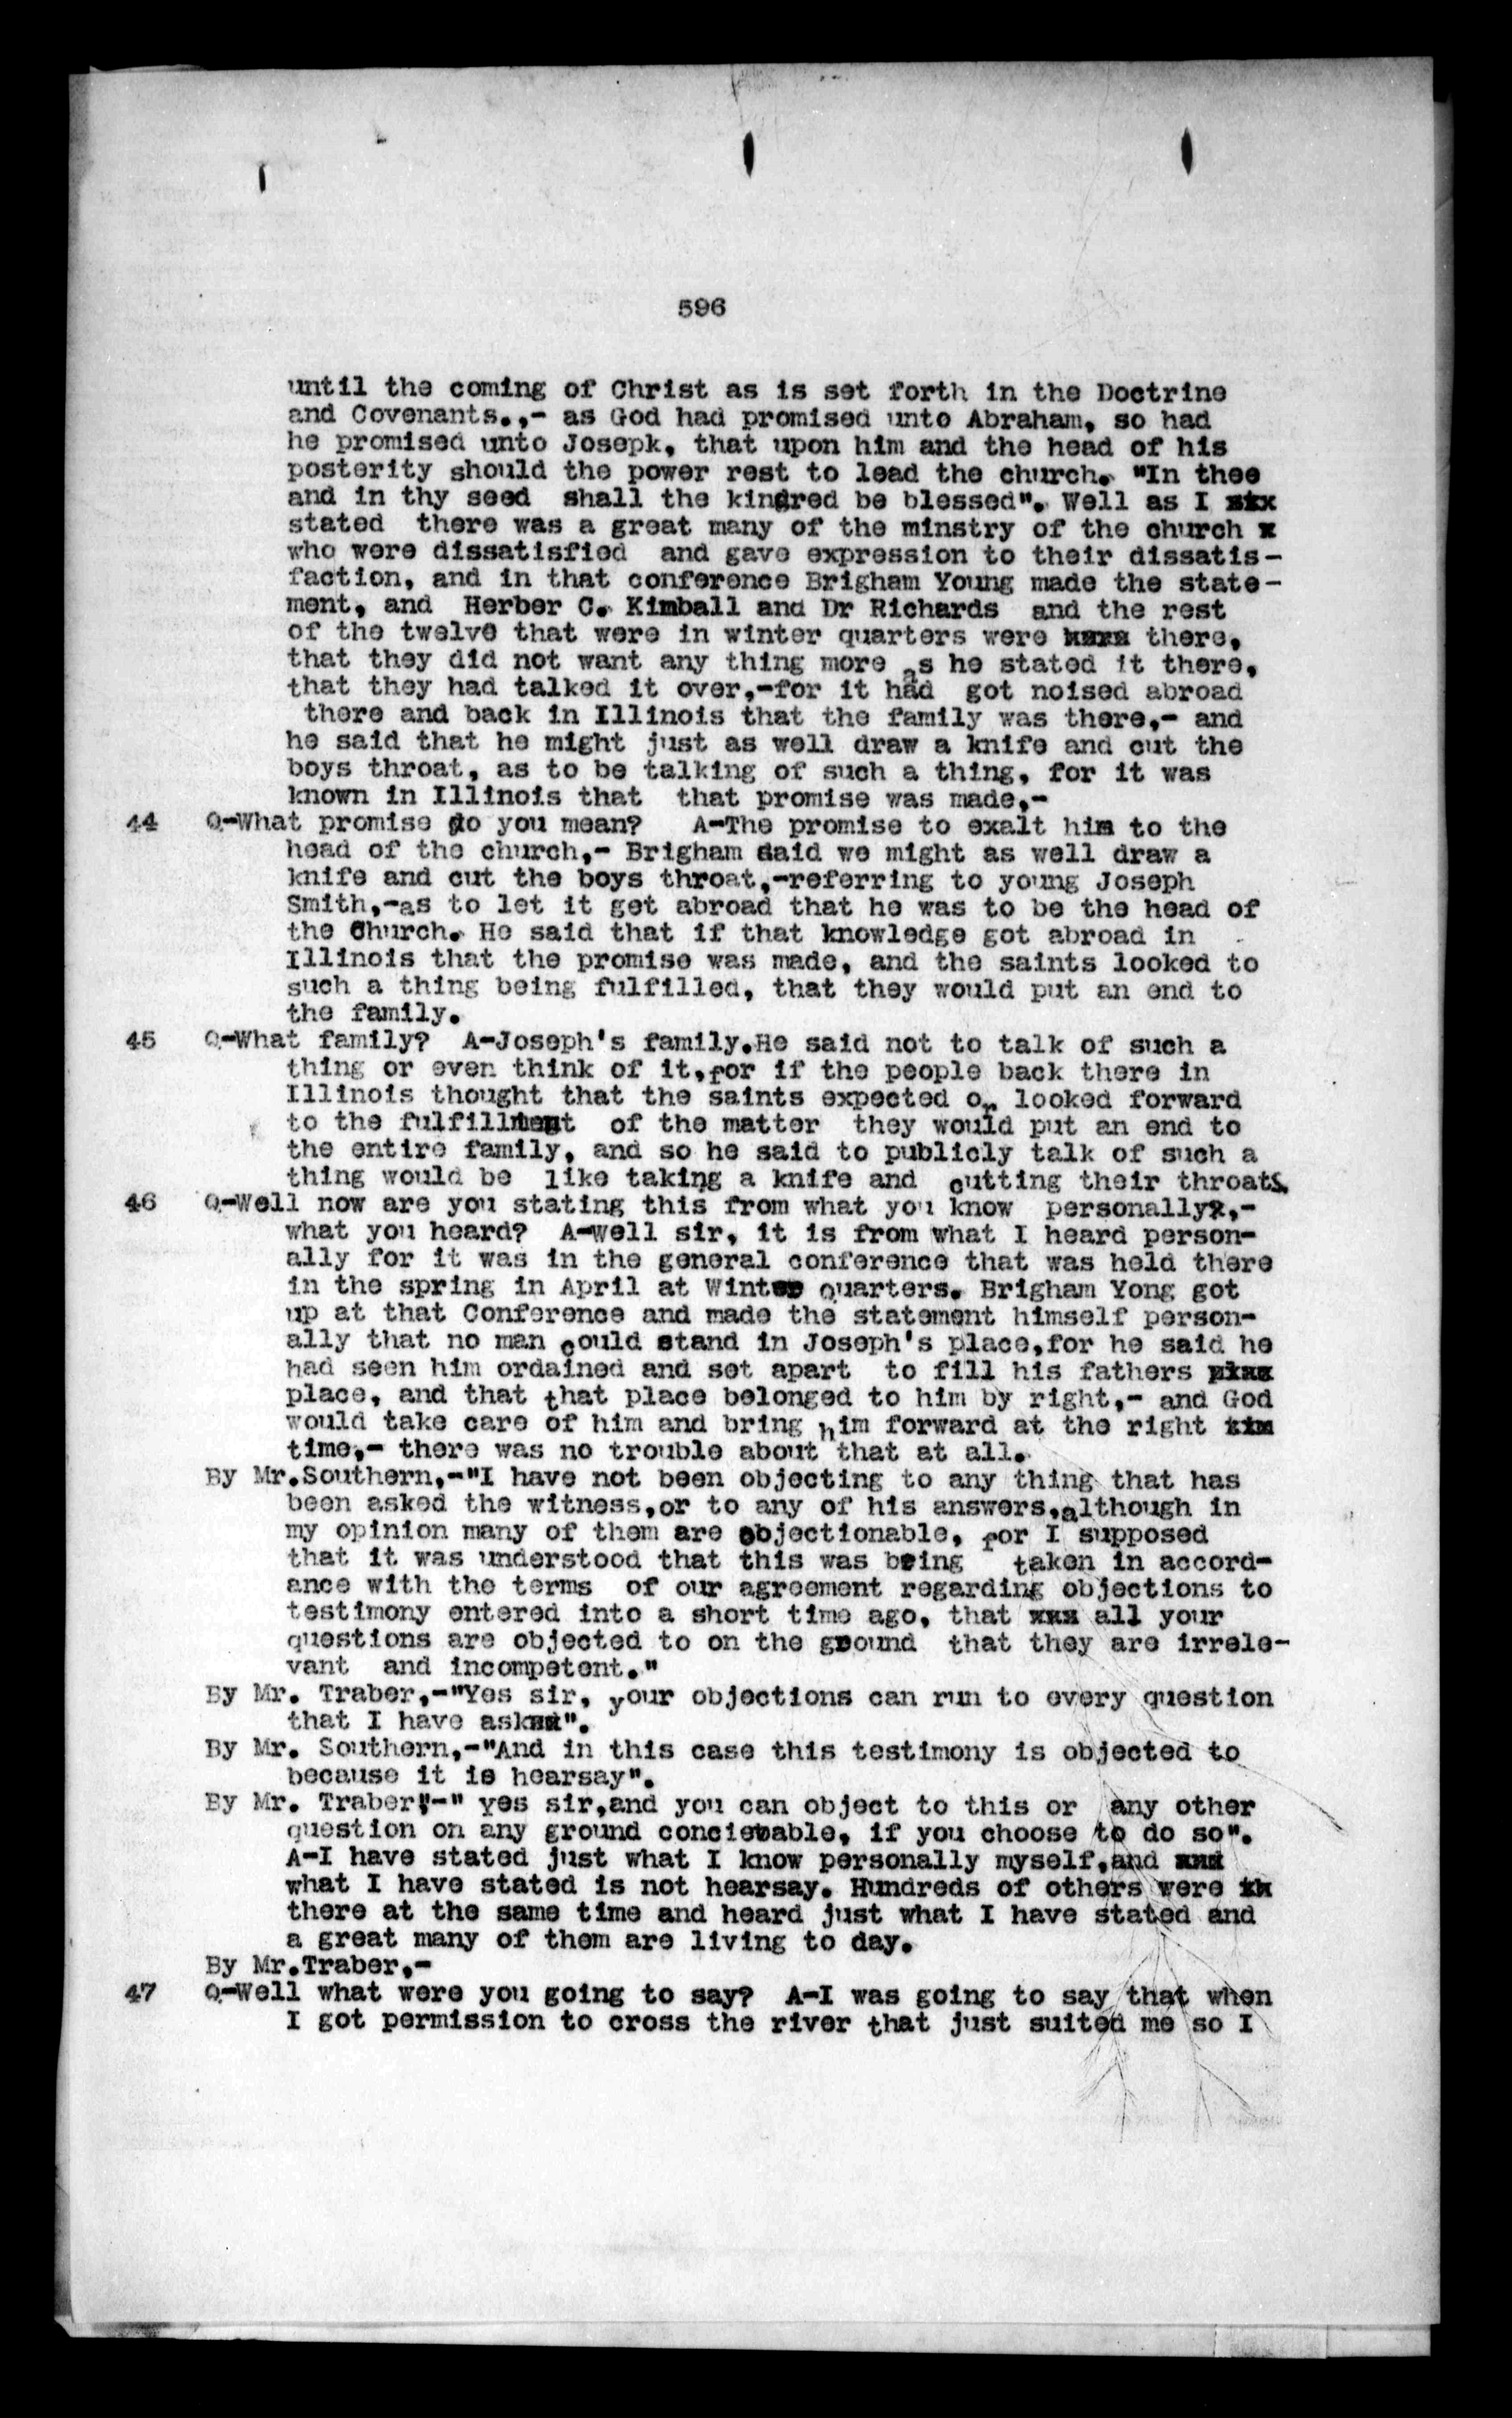 596
until the coming of Christ as is set forth in the Doctrine
and Covenants.,- as God had promised unto Abraham, so had
he promised unto Josepk, that upon him and the head of his
posterity should the power rest to lead the church. "In thee
and in thy seed shall the kindred be blessed". Well as I
stated there was a great many of the minstry of the church x
who were dissatisfied and gave expression to their dissatis-
faction, and in that conference Brigham Young made the state-
ment, and Herber C. Kimball and Dr Richards and the rest
of the twelve that were in winter quarters were there,
that they did not want any thing more as he stated it there,
that they had talked it over,-for it had got noised abroad
there and back in Illinois that the family was there,- and
he said that he might just as well draw a knife and cut the
boys throat, as to be talking of such a thing, for it was
known in Illinois that that promise was made,-
44 Q-What promise do you mean? A-The promise to exalt him to the
head of the church,- Brigham said we might as well draw a
knife and cut the boys throat,-referring to young Joseph
Smith,-as to let it get abroad that he was to be the head of
the Church. He said that if that knowledge got abroad in
Illinois that the promise was made, and the saints looked to
such a thing being fulfilled, that they would put an end to
the family.
45 Q-What family? A-Joseph's family.He said not to talk of such a
thing or even think of it,for if the people back there in
Illinois thought that the saints expected or looked forward
to the fulfillment of the matter they would put an end to
the entire family, and so he said to publicly talk of such a
thing would be like taking a knife and cutting their throats.
46 Q-Well now are you stating this from what you know personally?,-
what you heard? A-Well sir, it is from what I heard person-
ally for it was in the general conference that was held there
in the spring in April at Winter quarters. Brigham Yong got
up at that Conference and made the statement himself person-
ally that no man could stand in Joseph's place,for he said he
had seen him ordained and set apart to fill his fathers
place, and that that place belonged to him by right,- and God
would take care of him and bring him forward at the right tim
time,- there was no trouble about that at all.
By Mr.Southern,-"I have not been objecting to any thing that has
been asked the witness,or to any of his answers,although in
my opinion many of them are objectionable, for I supposed
that it was understood that this was being taken in accord-
ance with the terms of our agreement regarding objections to
testimony entered into a short time ago, that xxx all your
questions are objected to on the ground that they are irrele-
vant and incompetent."
By Mr. Traber,-"Yes sir, your objections can run to every question
that I have asked".
By Mr. Southern,-"And in this case this testimony is objected to
because it is hearsay".
By Mr. Traber"-" yes sir,and you can object to this or any other
question on any ground concievable, if you choose to do so".
A-I have stated just what I know personally myself,and and
what I have stated is not hearsay. Hundreds of others were th
there at the same time and heard just what I have stated and
a great many of them are living to day.
By Mr.Traber,-
47 Q-Well what were you going to say? A-I was going to say that when
I got permission to cross the river that just suited me so I